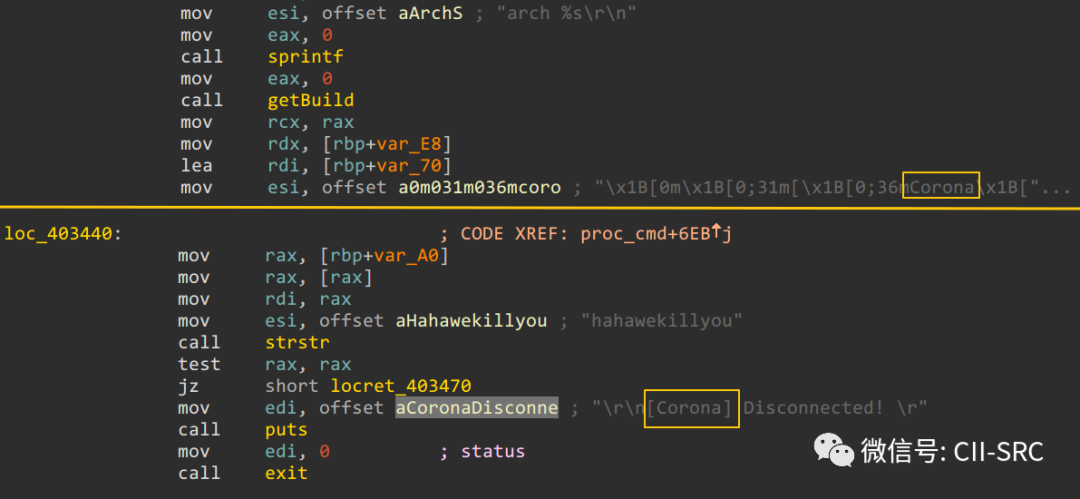 mov esi, offset aArchS ; "arch %s\r\n"
mov eax, 0
call sprintf
mov eax, 0
call getBuild
mov rcx, rax
mov rdx, [rbp+var_E8]
lea rdi, [rbp+var_70]
mov esi, offset a0m031m036mcoro ; "\x1B[0m\x1B[0;31m[\x1B[0;36mCorona\x1B["...
loc_403440: ; CODE XREF: proc_cmd+6EB↑j
mov rax, [rbp+var_A0]
mov rax, [rax]
mov rdi, rax
mov esi, offset aHahawekillyou ; "hahawekillyou"
call strstr
test rax, rax
jz short locret_403470
mov edi, offset aCoronaDisconne ; "\r\n[Corona] Disconnected! \r"
call puts
mov edi, 0 ; status
call exit
微信号: CII-SRC